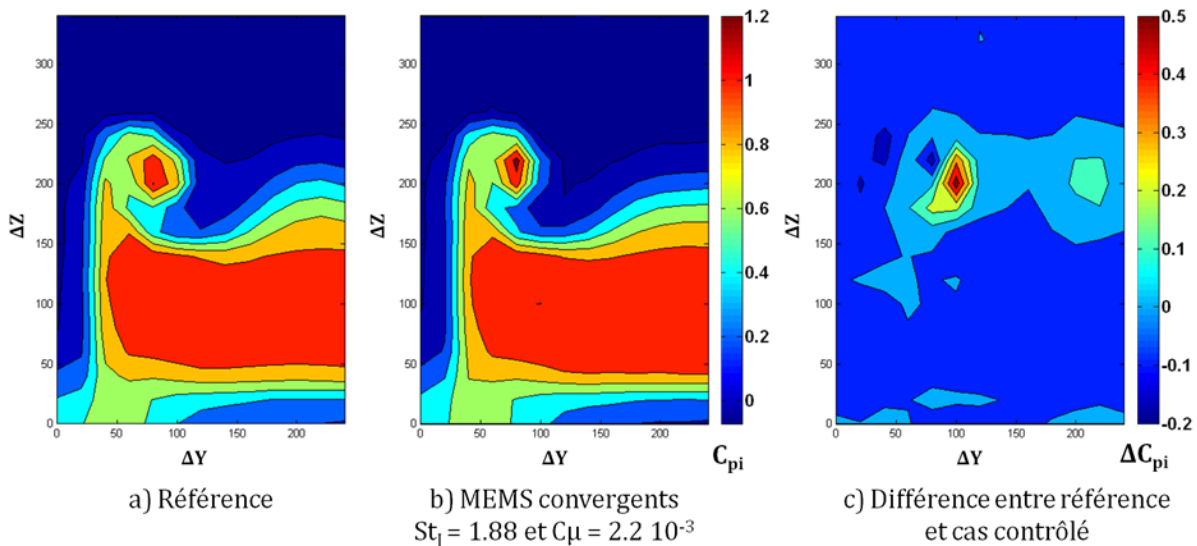 ΔZ
300
250
200
150
100
50
0
0 50 100 150 200
ΔY
a) Référence
ΔZ
300
250
200
150
100
50
0
0 50 100 150 200
ΔY
1.2
1
0.8
0.6
0.4
0.2
0
Cpi
b) MEMS convergents
StJ = 1.88 et Cμ = 2.2 10-3
ΔZ
300
250
200
150
100
50
0
0 50 100 150 200
ΔY
0.5
0.4
0.3
0.2
0.1
0
-0.1
-0.2
ΔCpi
c) Différence entre référence
et cas contrôlé